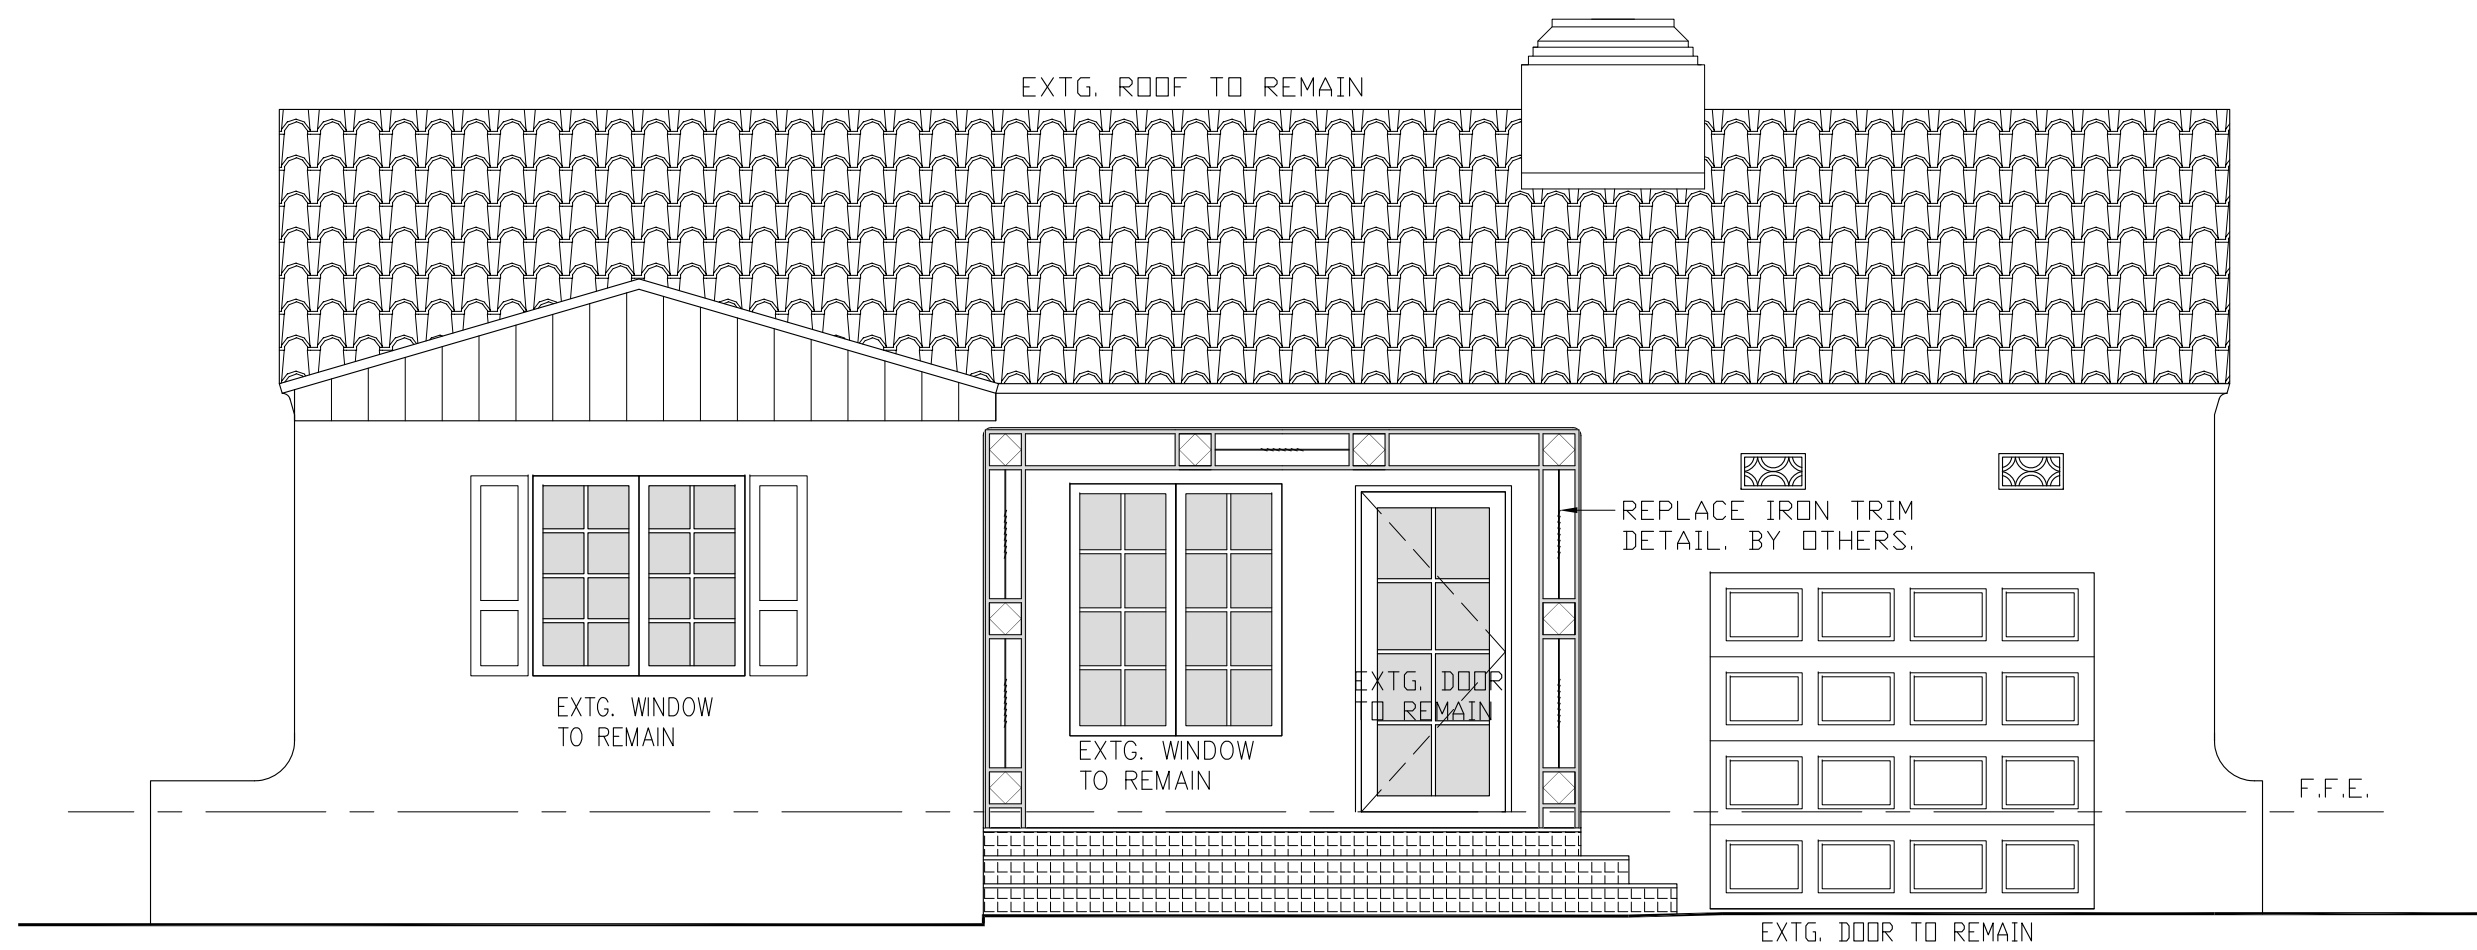 EXTG. ROOF TO REMAIN
REPLACE IRON TRIM
DETAIL. BY OTHERS.
EXTG. DOOR
TO REMAIN
EXTG. WINDOW
TO REMAIN
EXTG. WINDOW
TO REMAIN
F.F.E.
EXTG. DOOR TO REMAIN